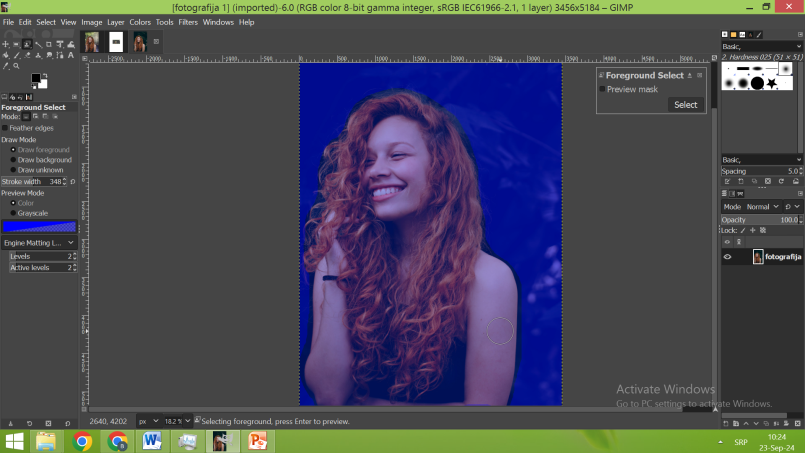 [fotografija 1] (imported)-6.0 (RGB color 8-bit gamma integer, sRGB IEC61966-2.1, 1 layer) 3456x5184 – GIMP
File Edit Select View Image Layer Colors Tools Filters Windows Help
Foreground Select
Mode:
Feather edges
Draw Mode
Draw foreground
Draw background
Draw unknown
Stroke width 348
Preview Mode
Color
Grayscale
Engine Matting L...
Levels 2
Active levels 2
Foreground Select
Preview mask
Select
Basic,
2. Hardness 025 (51 × 51)
Basic,
Spacing 5.0
Mode Normal
Opacity 100.0
Lock:
fotografija
Activate Windows
Go to PC settings to activate Windows.
2640, 4202 px 18.2 % Selecting foreground, press Enter to preview.
SRP
10:24
23-Sep-24